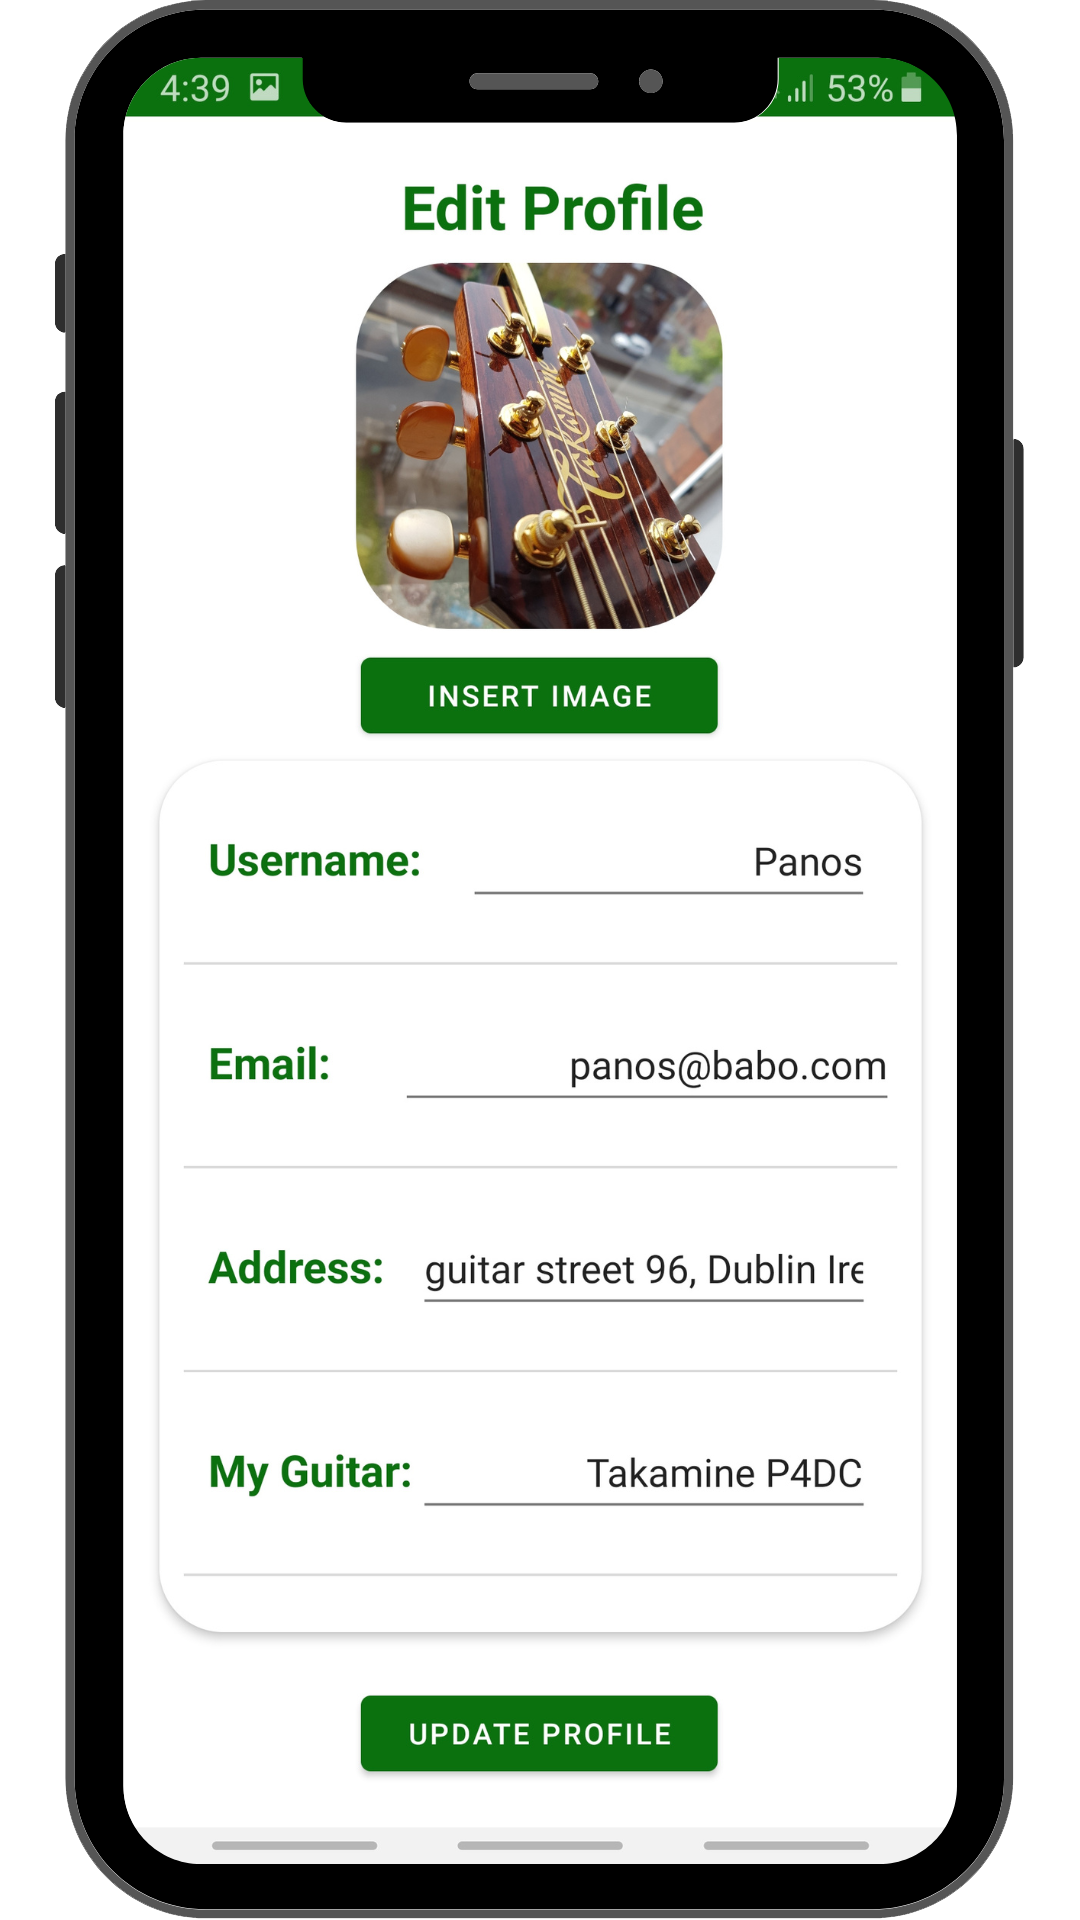 4:39 53%
Edit Profile
Takamine
INSERT IMAGE
Username: Panos
Email: panos@babo.com
Address: guitar street 96, Dublin Ire
My Guitar: Takamine P4DC
UPDATE PROFILE